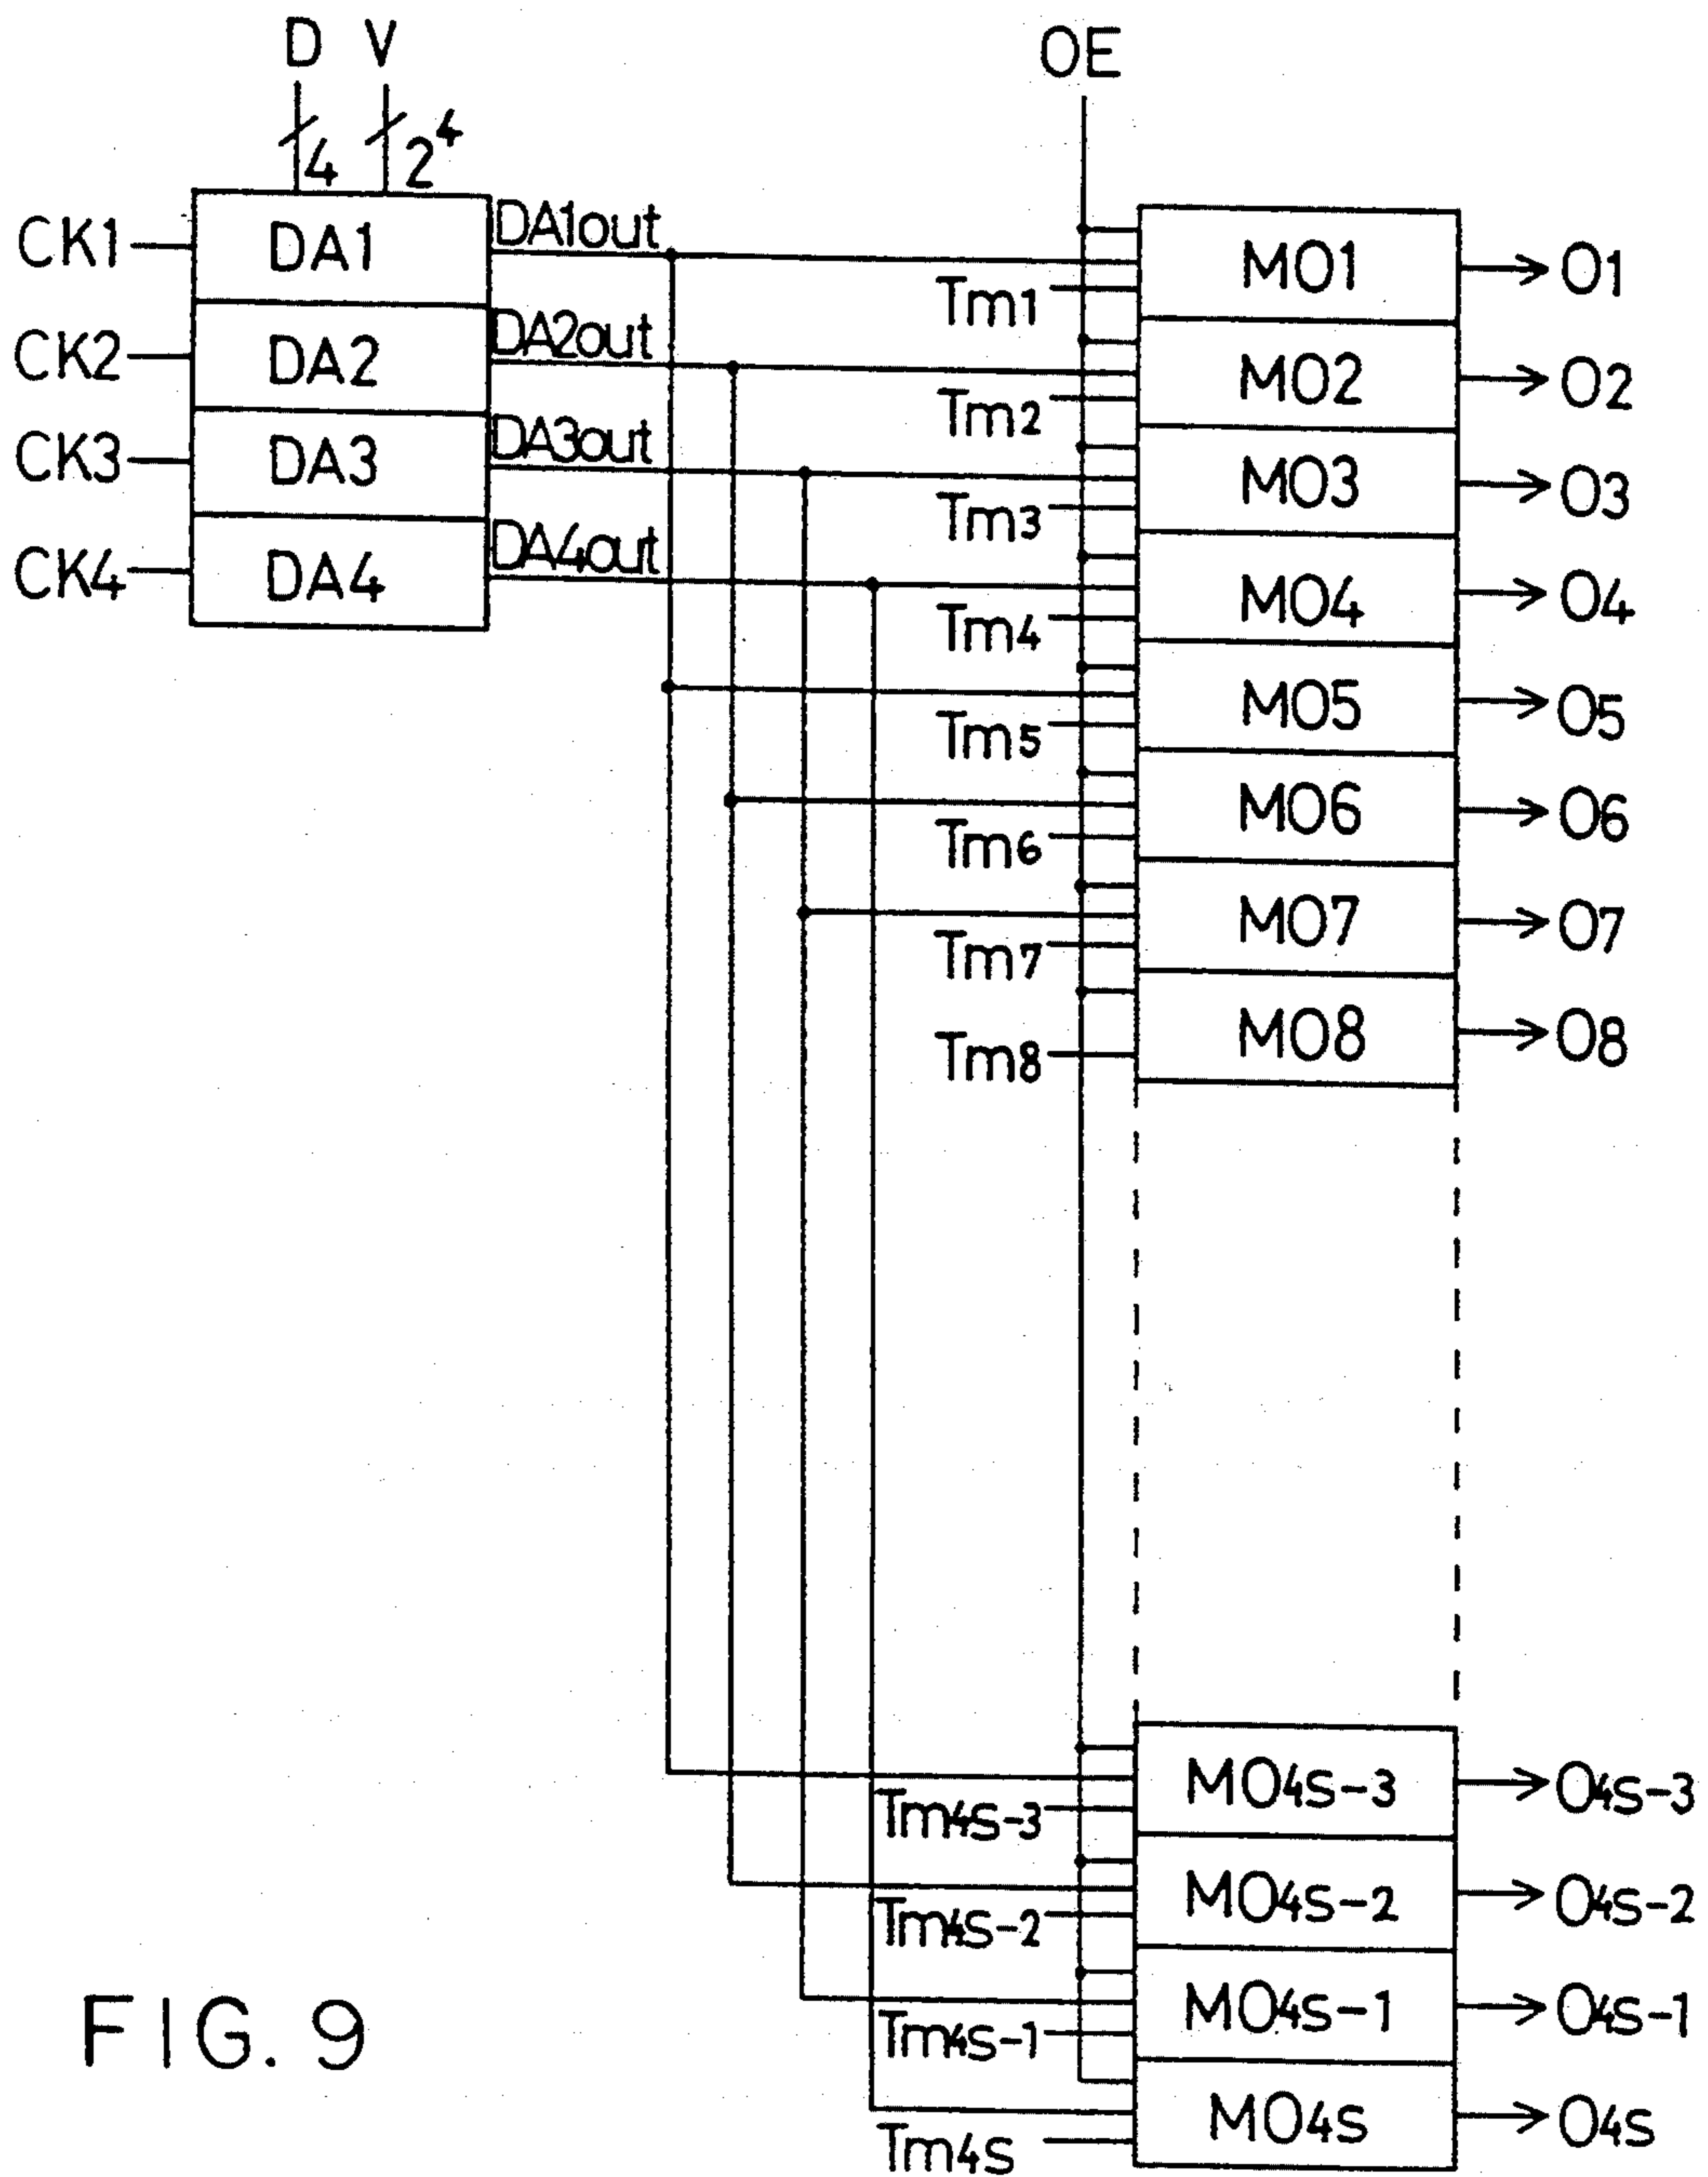 D V
OE
4 2⁴
CK1 DA1 DA1out
Tm1 MO1 O1
CK2 DA2 DA2out
Tm2 MO2 O2
CK3 DA3 DA3out
Tm3 MO3 O3
CK4 DA4 DA4out
Tm4 MO4 O4
Tm5 MO5 O5
Tm6 MO6 O6
Tm7 MO7 O7
Tm8 MO8 O8
Tm4s-3 MO4s-3 O4s-3
Tm4s-2 MO4s-2 O4s-2
Tm4s-1 MO4s-1 O4s-1
Tm4s MO4s O4s
FIG. 9